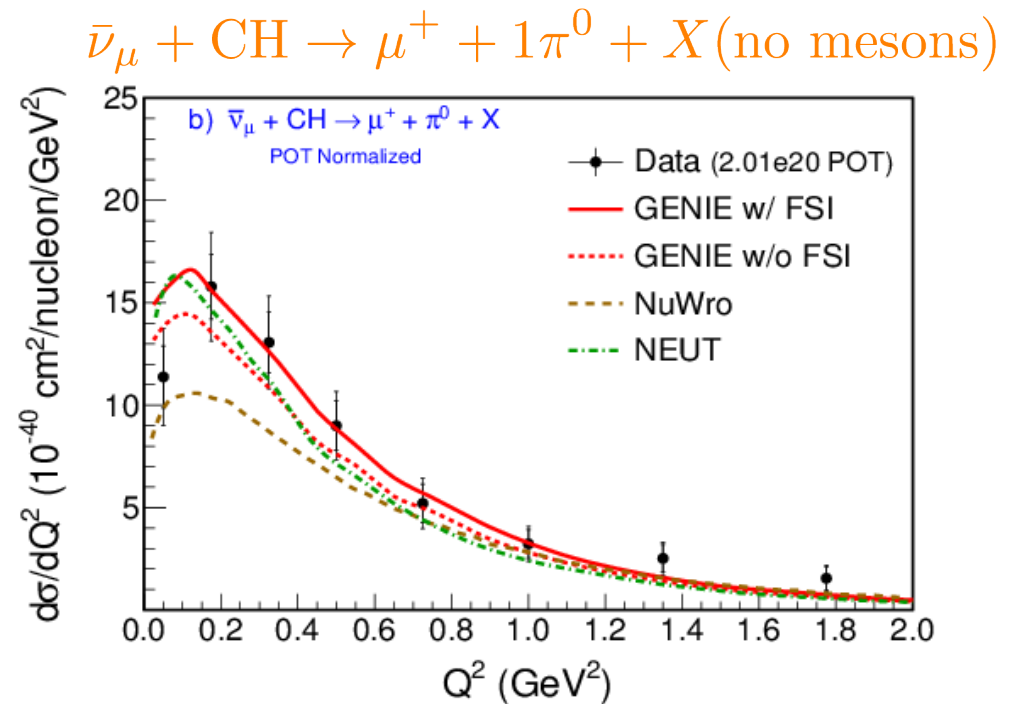 ν̄μ + CH → μ⁺ + 1π⁰ + X(no mesons)
b) ν̄μ + CH → μ⁺ + π⁰ + X
POT Normalized
Data (2.01e20 POT)
GENIE w/ FSI
GENIE w/o FSI
NuWro
NEUT
dσ/dQ² (10⁻⁴⁰ cm²/nucleon/GeV²)
25
20
15
10
5
0.0 0.2 0.4 0.6 0.8 1.0 1.2 1.4 1.6 1.8 2.0
Q² (GeV²)